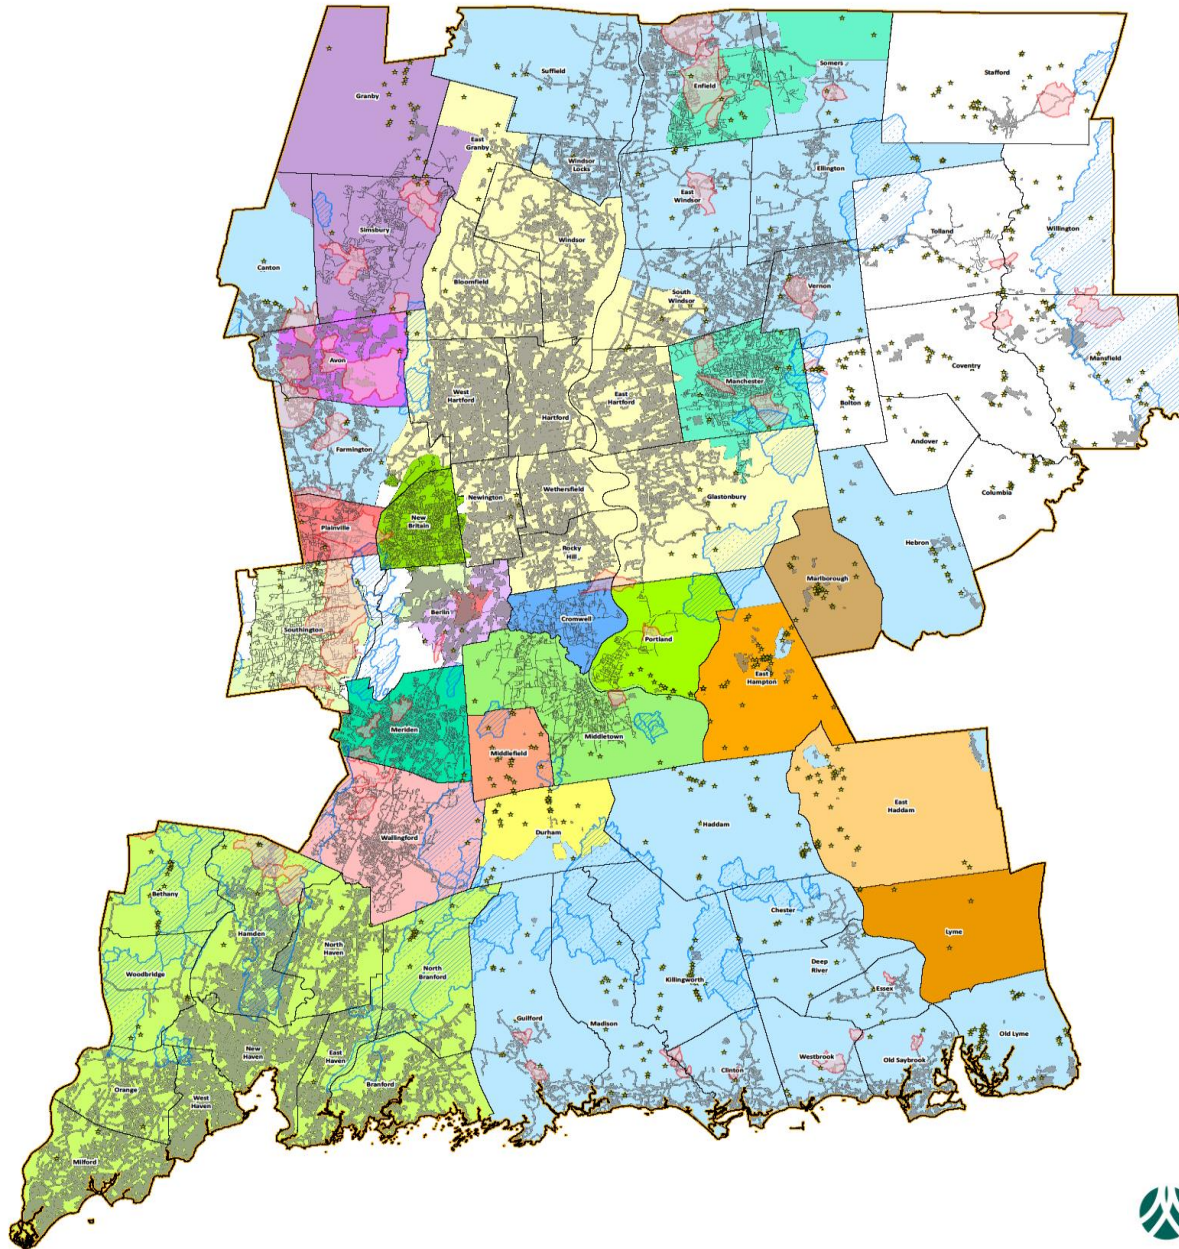 Suffield
Enfield
Somers
Stafford
Granby
East
Granby
Windsor
Locks
East
Windsor
Ellington
Tolland
Willington
Simsbury
Windsor
Canton
Bloomfield
South
Windsor
Vernon
Avon
West
Hartford
Hartford
East
Hartford
Manchester
Bolton
Coventry
Mansfield
Andover
Columbia
Farmington
Plainville
New
Britain
Newington
Wethersfield
Glastonbury
Rocky
Hill
Hebron
Marlborough
Southington
Berlin
Cromwell
Portland
East
Hampton
Meriden
Middlefield
Middletown
Wallingford
Durham
Haddam
East
Haddam
Bethany
Hamden
North
Haven
Woodbridge
North
Branford
Chester
Lyme
Deep
River
Killingworth
Essex
Guilford
Madison
Westbrook
Old Saybrook
Old Lyme
Clinton
New
Haven
East
Haven
Branford
Orange
West
Haven
Milford